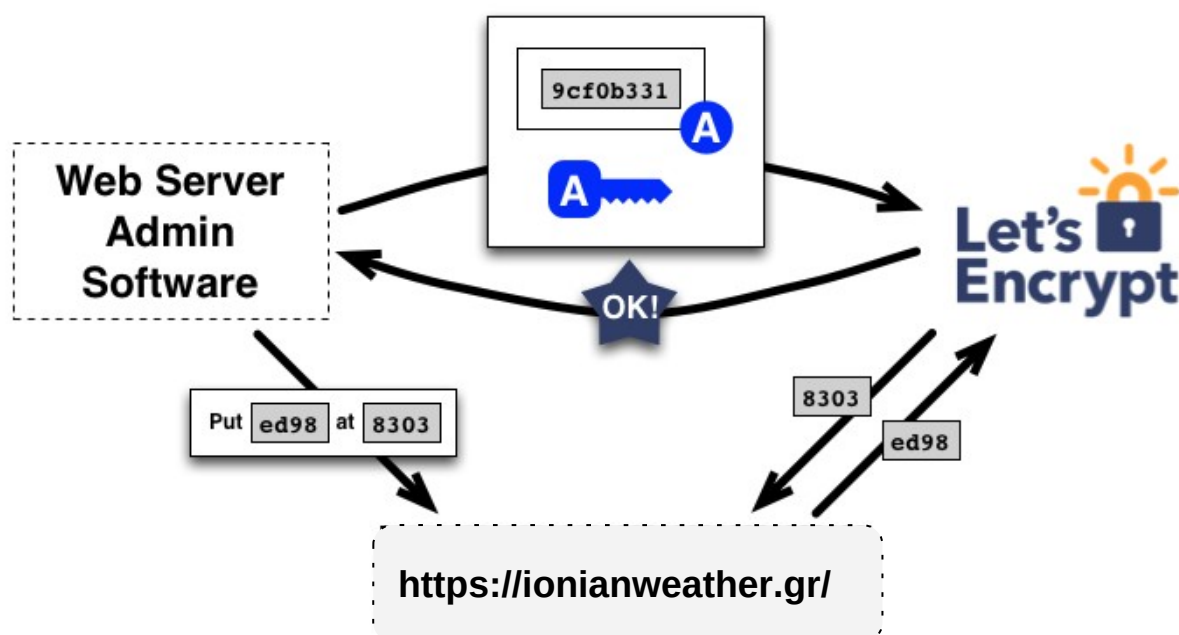 9cf0b331
A
A
Web Server
Admin
Software
Let's
Encrypt
OK!
Put ed98 at 8303
8303
ed98
https://ionianweather.gr/